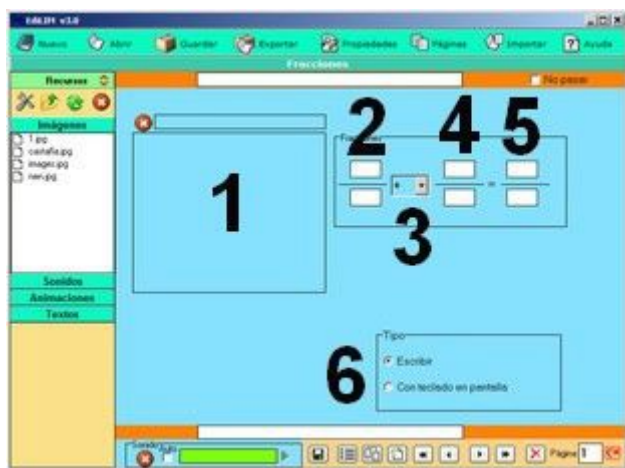 EdiLIM v3.0
Nuevo Abrir Guardar Exportar Propiedades Páginas Importar ? Ayuda
Fracciones
Recursos
No pasar
Imágenes
1.jpg
castaña.jpg
images.jpg
nen.jpg
Sonidos
Animaciones
Textos
1
2 4 5
Fracciones
+ =
3
6
Tipo
Escribir
Con teclado en pantalla
Página 1